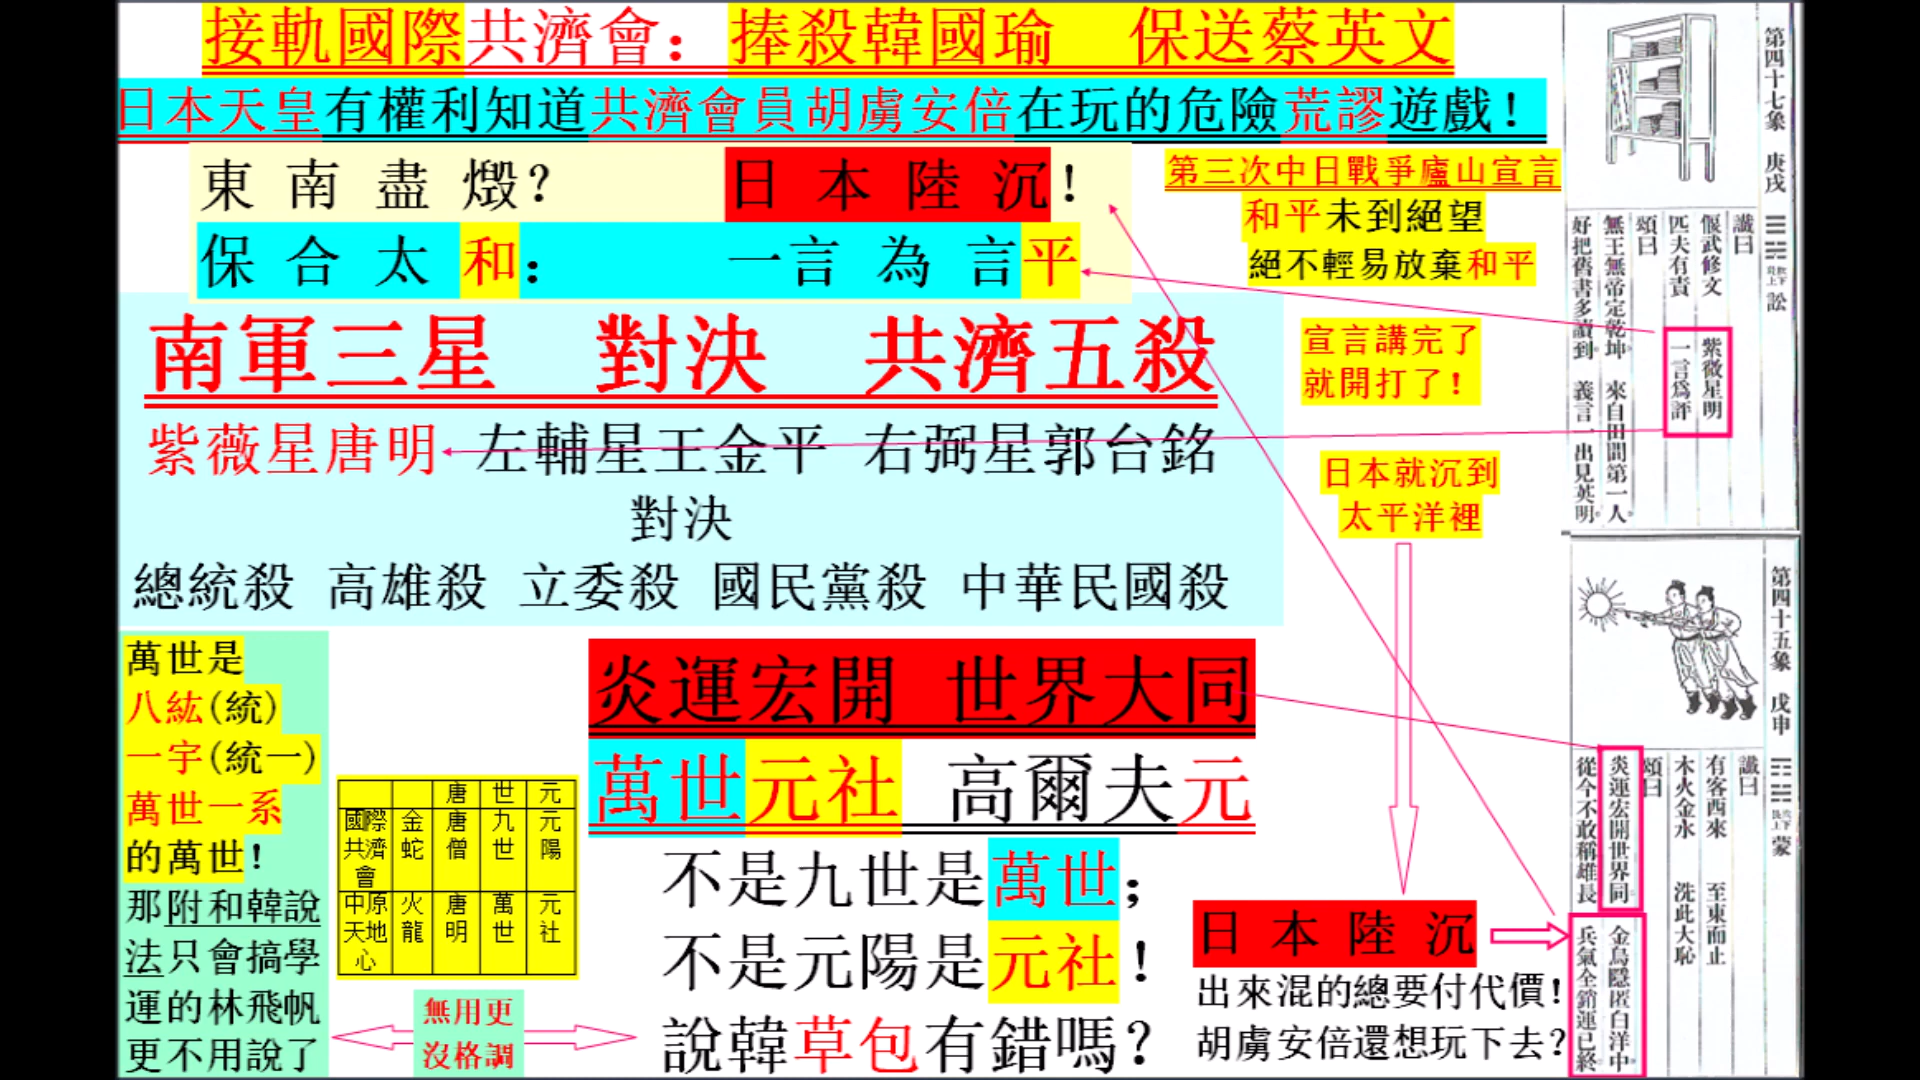 接軌國際共濟會：捧殺韓國瑜　保送蔡英文
日本天皇有權利知道共濟會員胡虜安倍在玩的危險荒謬遊戲！
東 南 盡 燬？　日 本 陸 沉！
保 合 太 和：　一 言 為 言平
第三次中日戰爭廬山宣言
和平未到絕望
絕不輕易放棄和平
宣言講完了
就開打了！
南軍三星　對決　共濟五殺
紫薇星唐明 左輔星王金平 右弼星郭台銘
對決
總統殺 高雄殺 立委殺 國民黨殺 中華民國殺
日本就沉到
太平洋裡
萬世是
八紘(統)
一宇(統一)
萬世一系
的萬世！
那附和韓說
法只會搞學
運的林飛帆
更不用說了
唐 世 元
國際共濟會 金蛇 唐僧 九世 元陽
中原天地心 火龍 唐明 萬世 元社
無用更
沒格調
炎運宏開 世界大同
萬世元社 高爾夫元
不是九世是萬世；
不是元陽是元社！
說韓草包有錯嗎？
日 本 陸 沉
出來混的總要付代價！
胡虜安倍還想玩下去？
第四十七象 庚戌
訟
讖曰
偃武修文 紫微星明
匹夫有責 一言為評
頌曰
無王無帝定乾坤 來自田間第一人
好把舊書多讀到 義言一出見英明
第四十五象 戊申
蒙
讖曰
有客西來 至東而止
木火金水 洗此大恥
頌曰
炎運宏開世界同 金烏隱匿白洋中
從今不敢稱雄長 兵氣全銷運已終